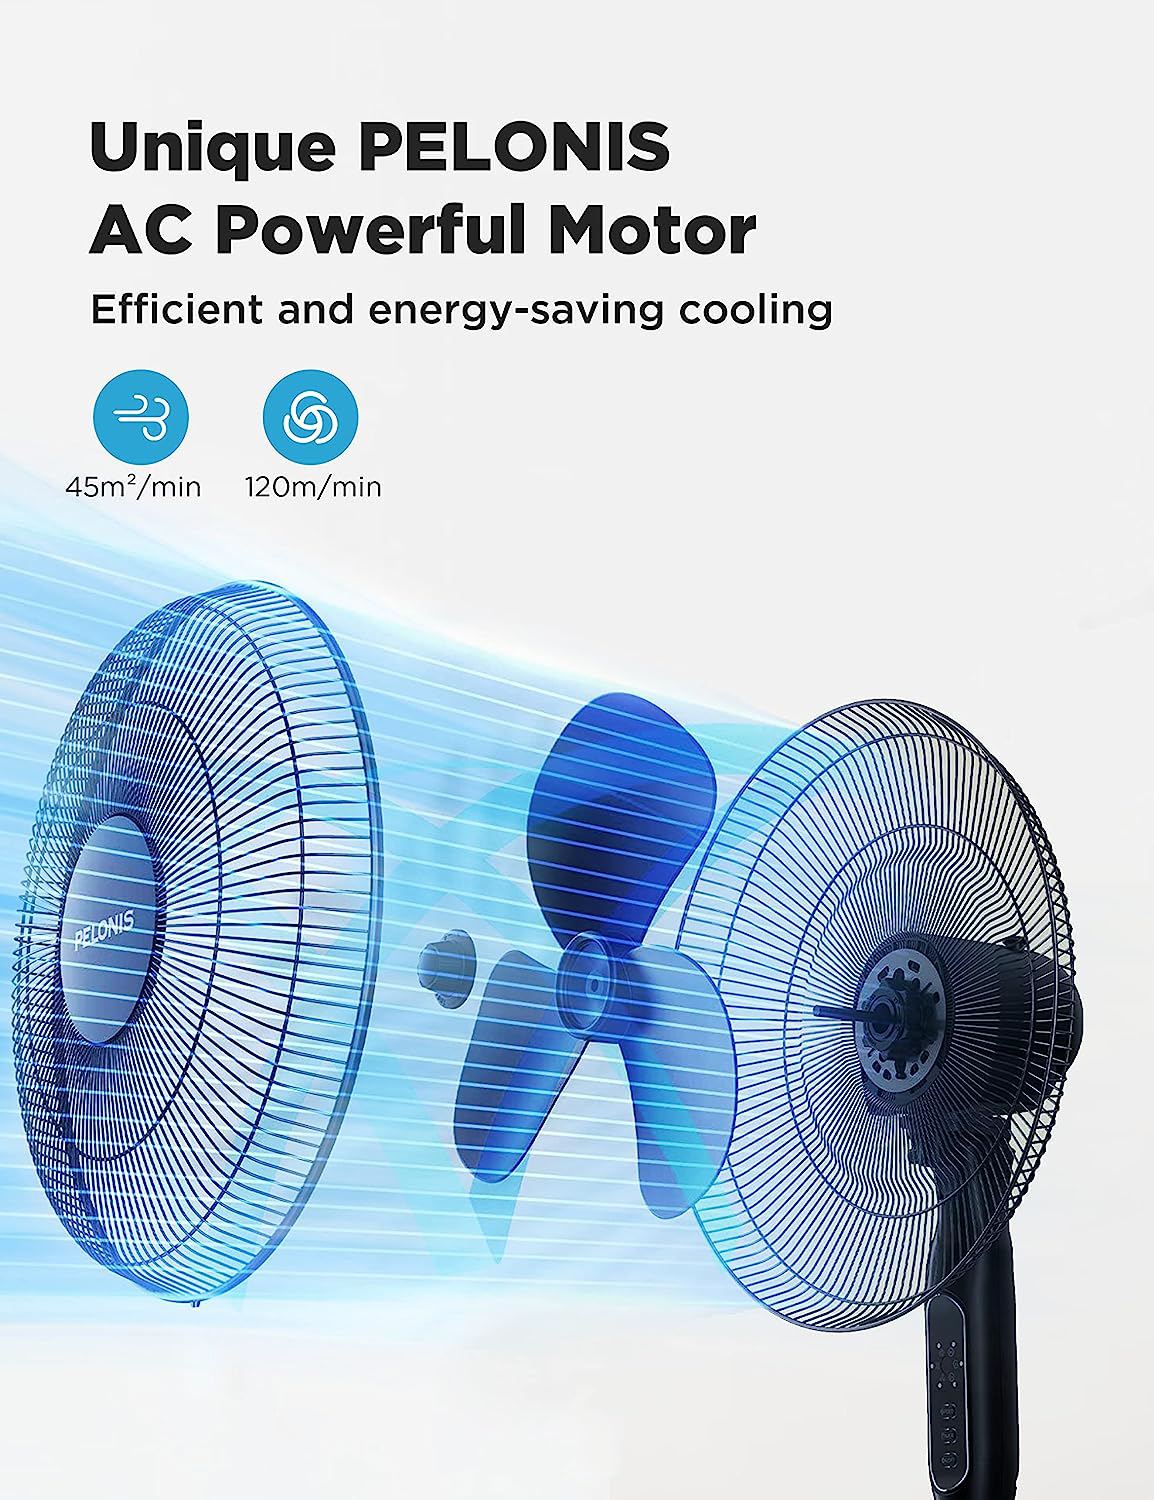 Unique PELONIS
AC Powerful Motor
Efficient and energy-saving cooling
45m²/min
120m/min
PELONIS